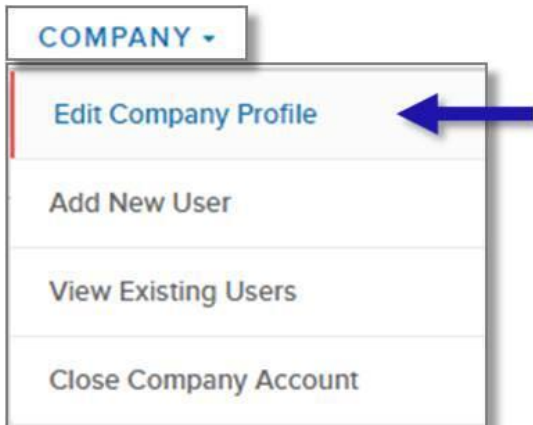 COMPANY
Edit Company Profile
Add New User
View Existing Users
Close Company Account